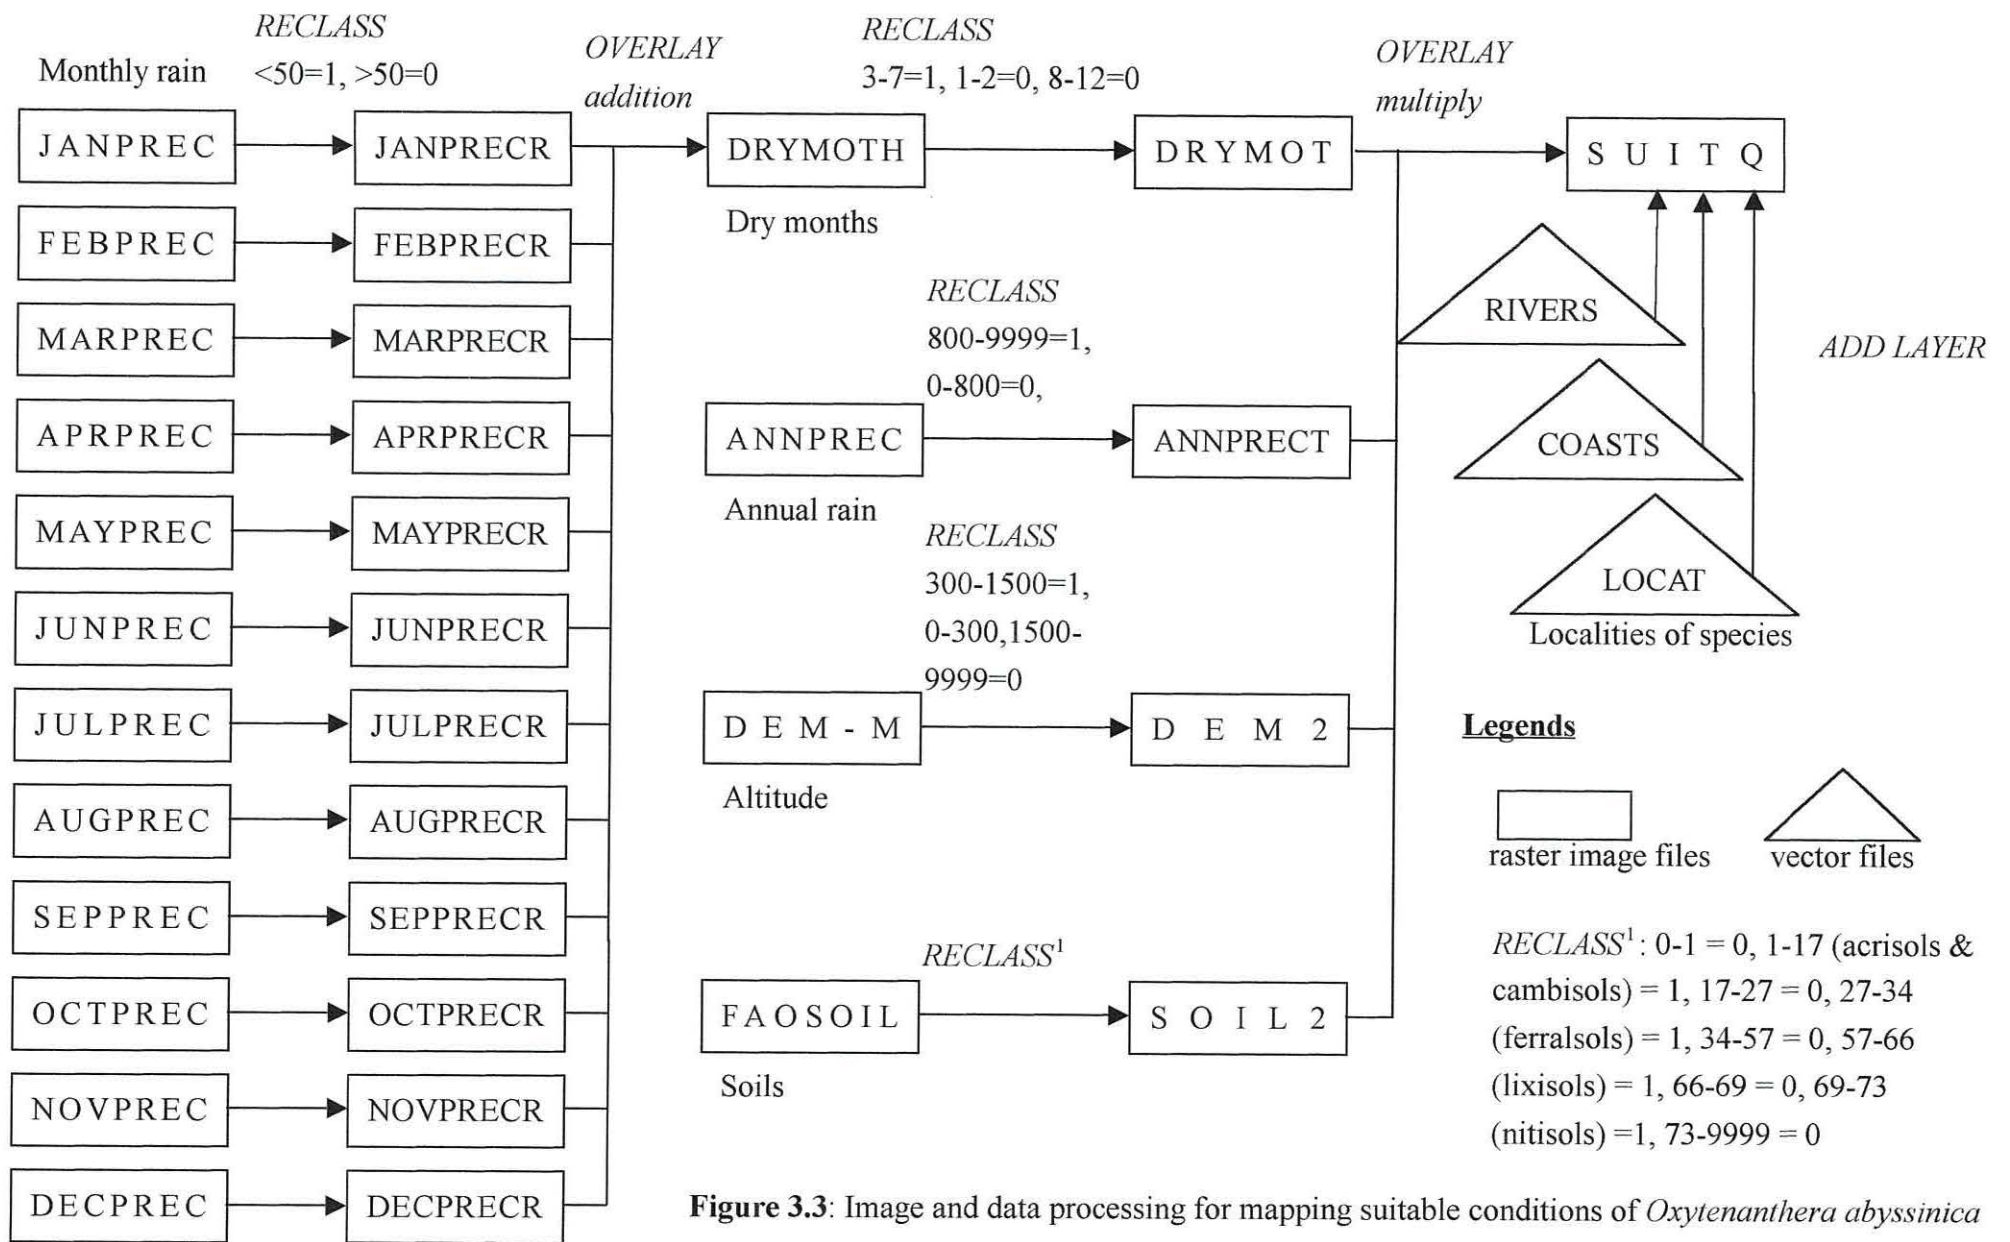 Monthly rain
RECLASS
<50=1, >50=0
OVERLAY
addition
RECLASS
3-7=1, 1-2=0, 8-12=0
OVERLAY
multiply
JANPREC
JANPRECR
DRYMOTH
DRYMOT
SUITQ
Dry months
FEBPREC
FEBPRECR
MARPREC
MARPRECR
APRPREC
APRPRECR
MAYPREC
MAYPRECR
JUNPREC
JUNPRECR
JULPREC
JULPRECR
AUGPREC
AUGPRECR
SEPPREC
SEPPRECR
OCTPREC
OCTPRECR
NOVPREC
NOVPRECR
DECPREC
DECPRECR
RECLASS
800-9999=1,
0-800=0,
ANNPREC
ANNPRECT
Annual rain
RECLASS
300-1500=1,
0-300,1500-
9999=0
DEM-M
DEM2
Altitude
RECLASS¹
FAOSOIL
SOIL2
Soils
RIVERS
COASTS
LOCAT
Localities of species
ADD LAYER
Legends
raster image files
vector files
RECLASS¹: 0-1 = 0, 1-17 (acrisols &
cambisols) = 1, 17-27 = 0, 27-34
(ferralsols) = 1, 34-57 = 0, 57-66
(lixisols) = 1, 66-69 = 0, 69-73
(nitisols) =1, 73-9999 = 0
Figure 3.3: Image and data processing for mapping suitable conditions of Oxytenanthera abyssinica